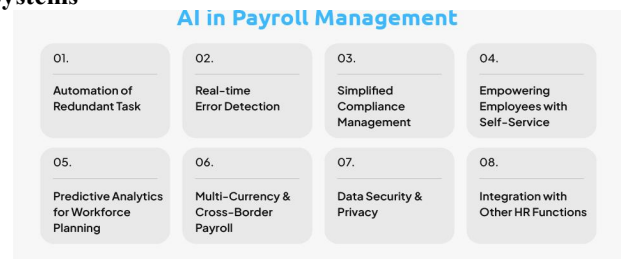 AI in Payroll Management
01.
Automation of
Redundant Task
02.
Real-time
Error Detection
03.
Simplified
Compliance
Management
04.
Empowering
Employees with
Self-Service
05.
Predictive Analytics
for Workforce
Planning
06.
Multi-Currency &
Cross-Border
Payroll
07.
Data Security &
Privacy
08.
Integration with
Other HR Functions